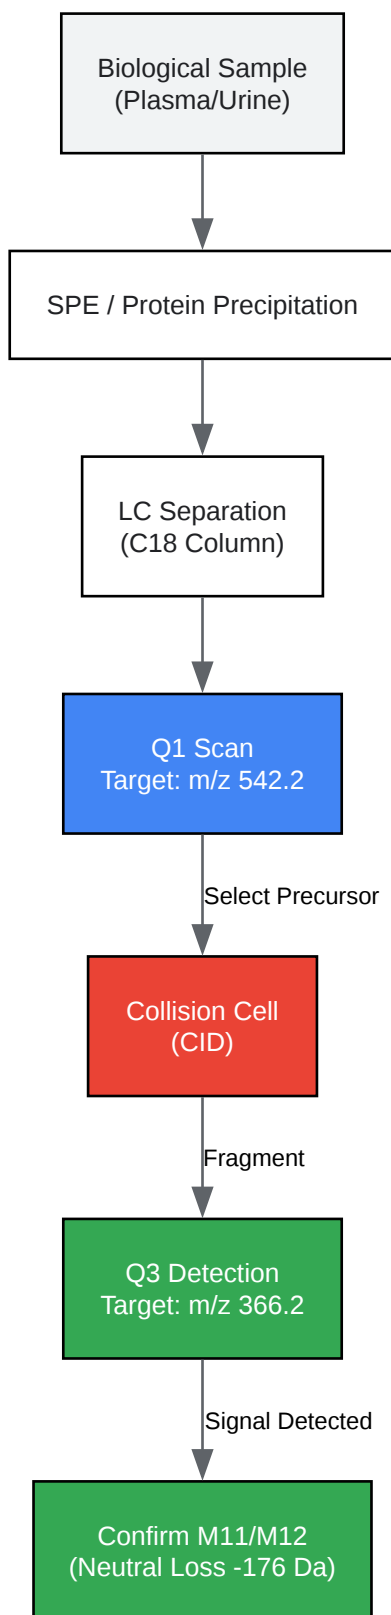 Biological Sample
(Plasma/Urine)
SPE / Protein Precipitation
LC Separation
(C18 Column)
Q1 Scan
Target: m/z 542.2
Select Precursor
Collision Cell
(CID)
Fragment
Q3 Detection
Target: m/z 366.2
Signal Detected
Confirm M11/M12
(Neutral Loss -176 Da)